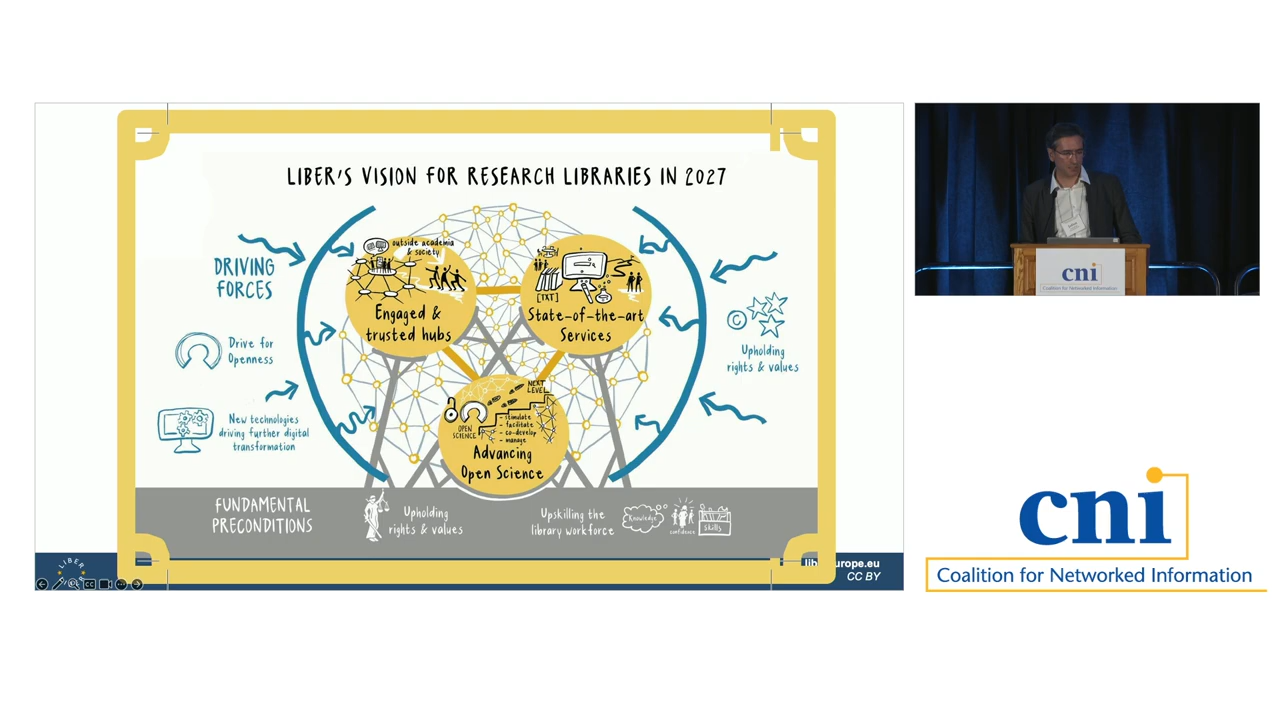 LIBER'S VISION FOR RESEARCH LIBRARIES IN 2027
DRIVING
FORCES
Drive for
Openness
New technologies
driving further digital
transformation
outside academia
& society
Engaged &
trusted hubs
[TXT]
State-of-the-art
Services
NEXT
LEVEL
OPEN
SCIENCE
- stimulate
- facilitate
- co-develop
- manage
Advancing
Open Science
©
Upholding
rights & values
FUNDAMENTAL
PRECONDITIONS
Upholding
rights & values
Upskilling the
library workforce
Knowledge
confidence
skills
LIBER
urope.eu
CC BY
cni
Coalition for Networked Information
cni
Coalition for Networked Information